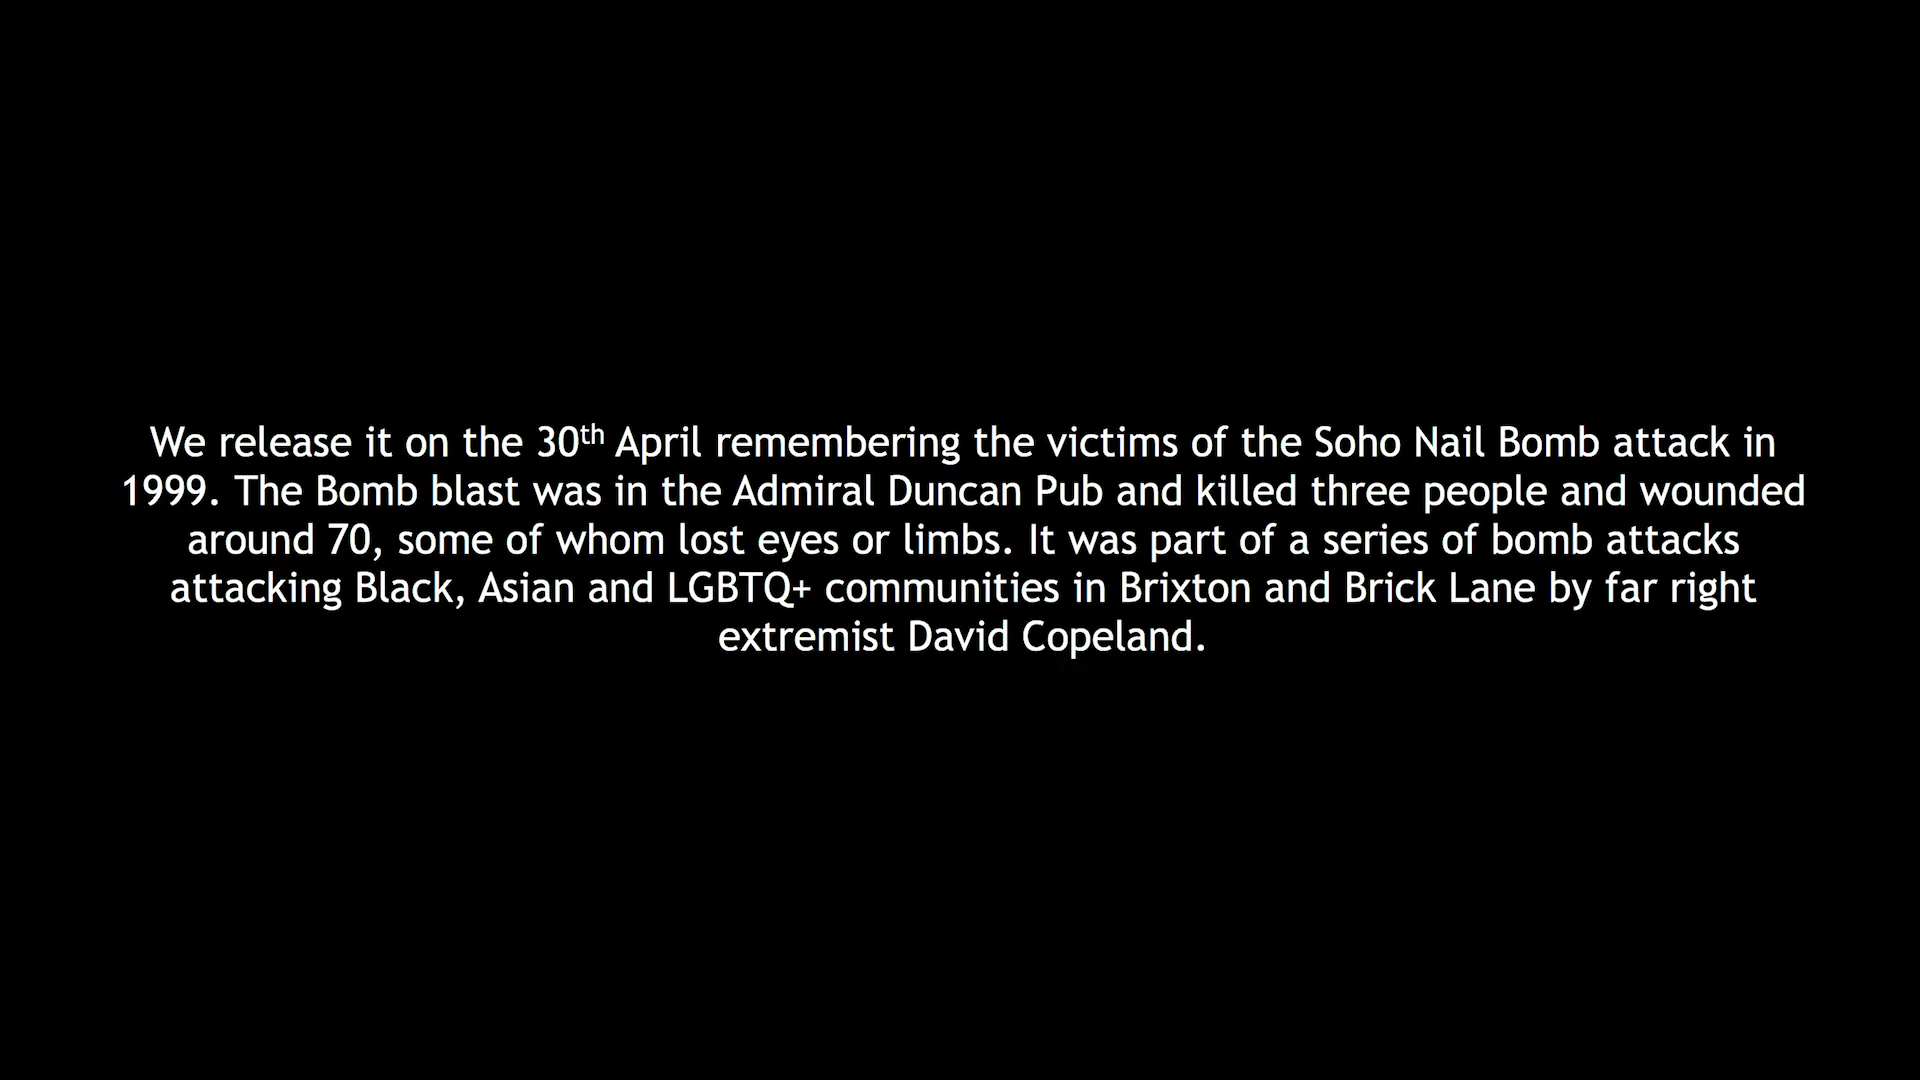 We release it on the 30th April remembering the victims of the Soho Nail Bomb attack in
1999. The Bomb blast was in the Admiral Duncan Pub and killed three people and wounded
around 70, some of whom lost eyes or limbs. It was part of a series of bomb attacks
attacking Black, Asian and LGBTQ+ communities in Brixton and Brick Lane by far right
extremist David Copeland.